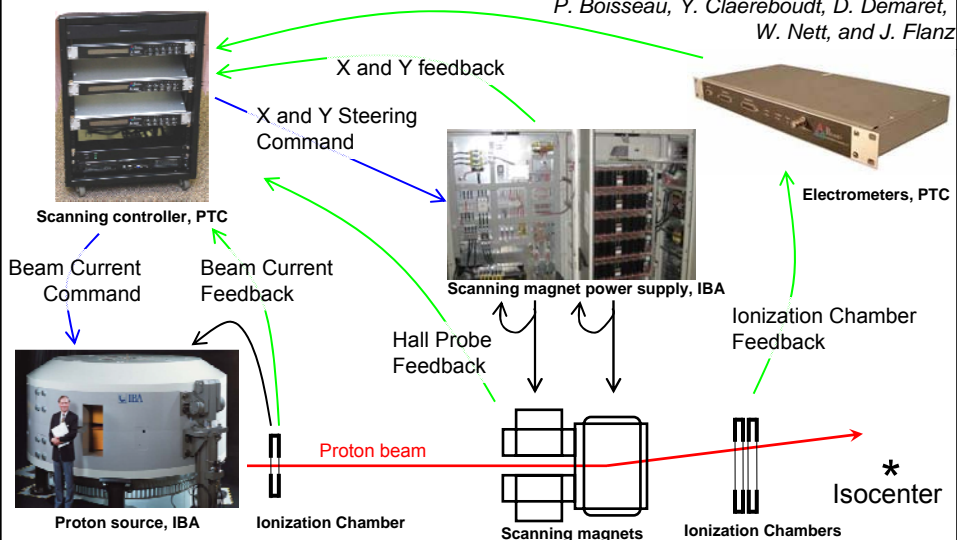 P. Boisseau, Y. Claereboudt, D. Demaret,
W. Nett, and J. Flanz
X and Y feedback
X and Y Steering
Command
Electrometers, PTC
Scanning controller, PTC
Beam Current
Command
Beam Current
Feedback
Scanning magnet power supply, IBA
Hall Probe
Feedback
Ionization Chamber
Feedback
IBA
Proton beam
*
Isocenter
Proton source, IBA
Ionization Chamber
Scanning magnets
Ionization Chambers